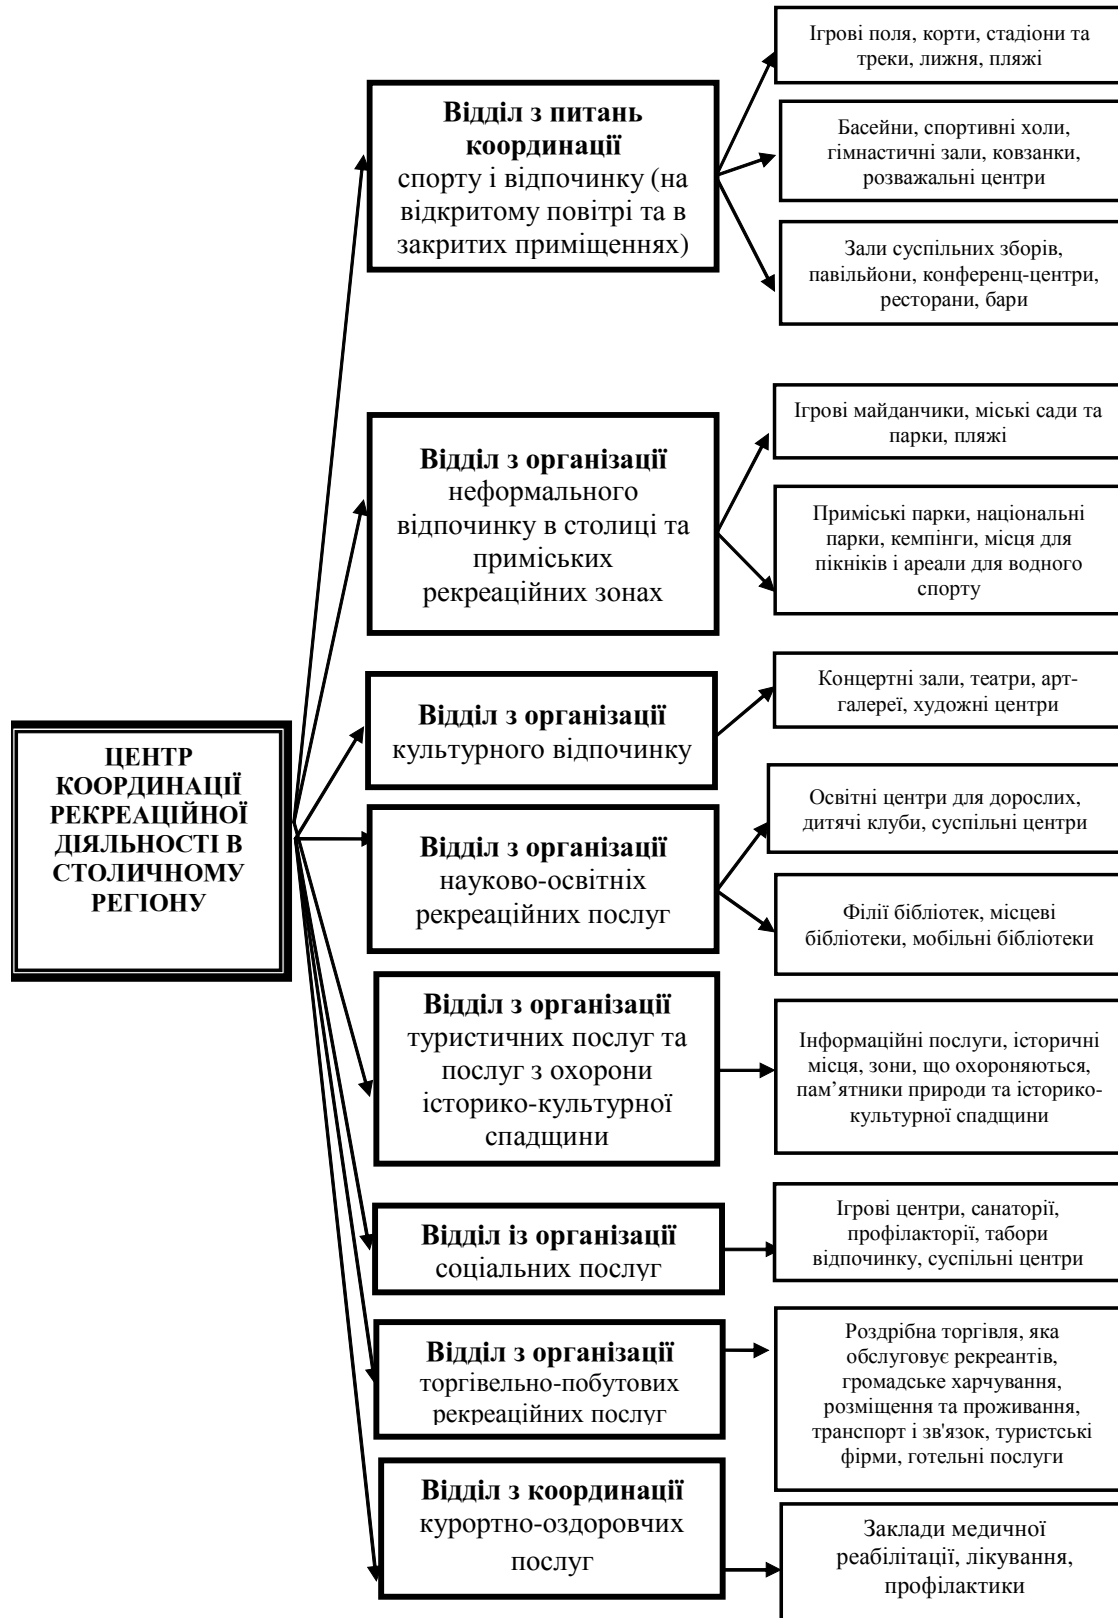 Ігрові поля, корти, стадіони та
треки, лижня, пляжі
Відділ з питань
координації
спорту і відпочинку (на
відкритому повітрі та в
закритих приміщеннях)
Басейни, спортивні холи,
гімнастичні зали, ковзанки,
розважальні центри
Зали суспільних зборів,
павільйони, конференц-центри,
ресторани, бари
Відділ з організації
неформального
відпочинку в столиці та
приміських
рекреаційних зонах
Ігрові майданчики, міські сади та
парки, пляжі
Приміські парки, національні
парки, кемпінги, місця для
пікніків і ареали для водного
спорту
Відділ з організації
культурного відпочинку
Концертні зали, театри, арт-
галереї, художні центри
ЦЕНТР
КООРДИНАЦІЇ
РЕКРЕАЦІЙНОЇ
ДІЯЛЬНОСТІ В
СТОЛИЧНОМУ
РЕГІОНУ
Відділ з організації
науково-освітніх
рекреаційних послуг
Освітні центри для дорослих,
дитячі клуби, суспільні центри
Філії бібліотек, місцеві
бібліотеки, мобільні бібліотеки
Відділ з організації
туристичних послуг та
послуг з охорони
історико-культурної
спадщини
Інформаційні послуги, історичні
місця, зони, що охороняються,
пам’ятники природи та історико-
культурної спадщини
Відділ із організації
соціальних послуг
Ігрові центри, санаторії,
профілакторії, табори
відпочинку, суспільні центри
Відділ з організації
торгівельно-побутових
рекреаційних послуг
Роздрібна торгівля, яка
обслуговує рекреантів,
громадське харчування,
розміщення та проживання,
транспорт і зв'язок, туристські
фірми, готельні послуги
Відділ з координації
курортно-оздоровчих
послуг
Заклади медичної
реабілітації, лікування,
профілактики